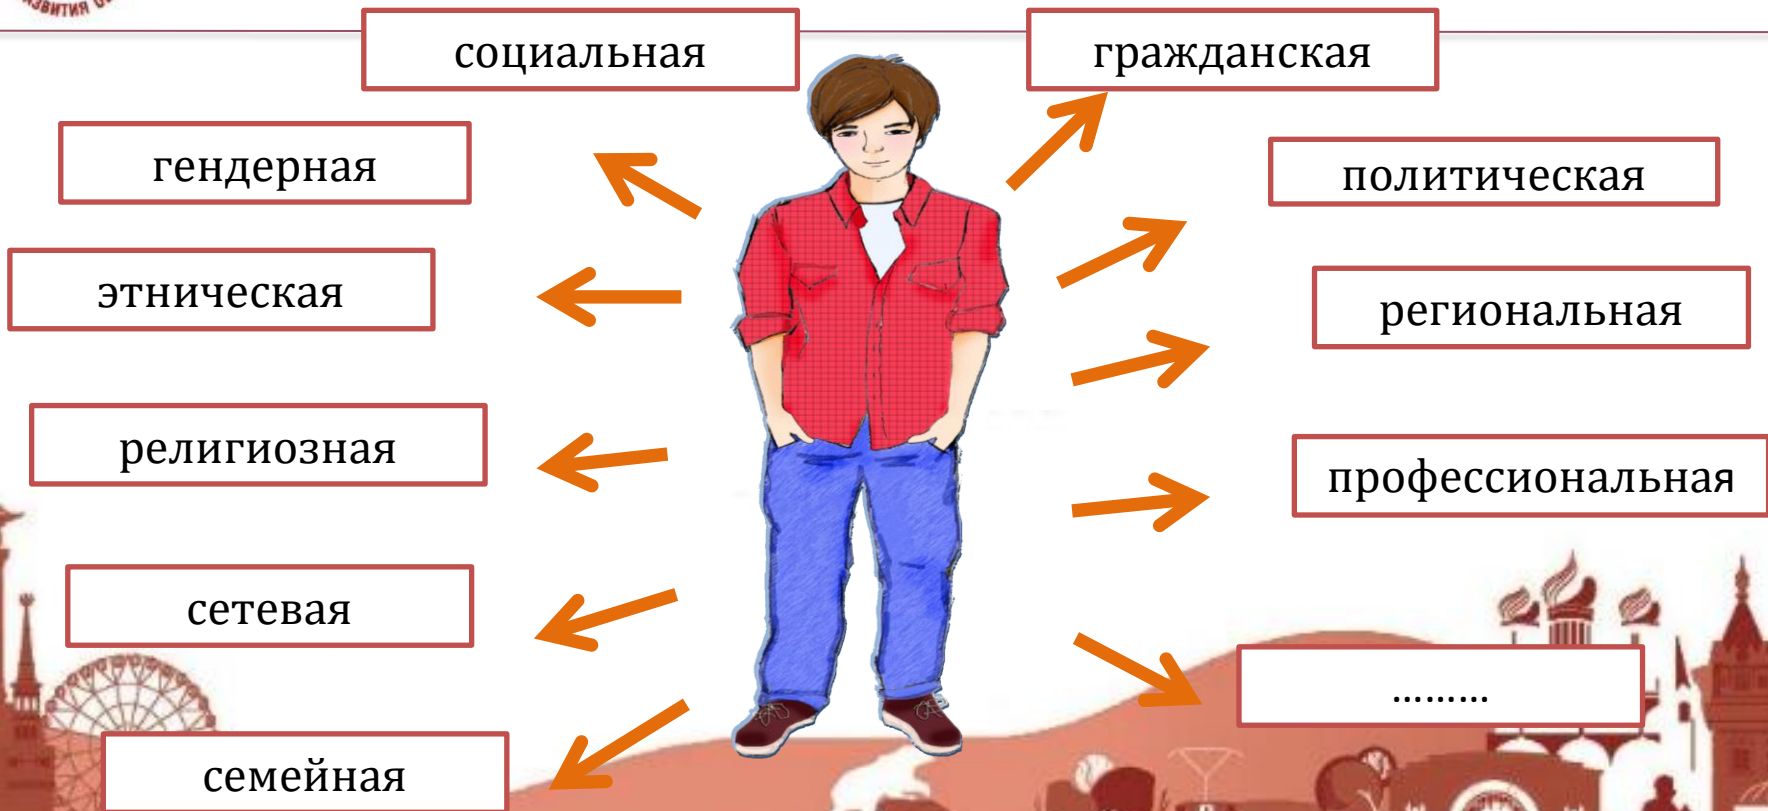 социальная
гражданская
гендерная
политическая
этническая
региональная
религиозная
профессиональная
сетевая
………
семейная